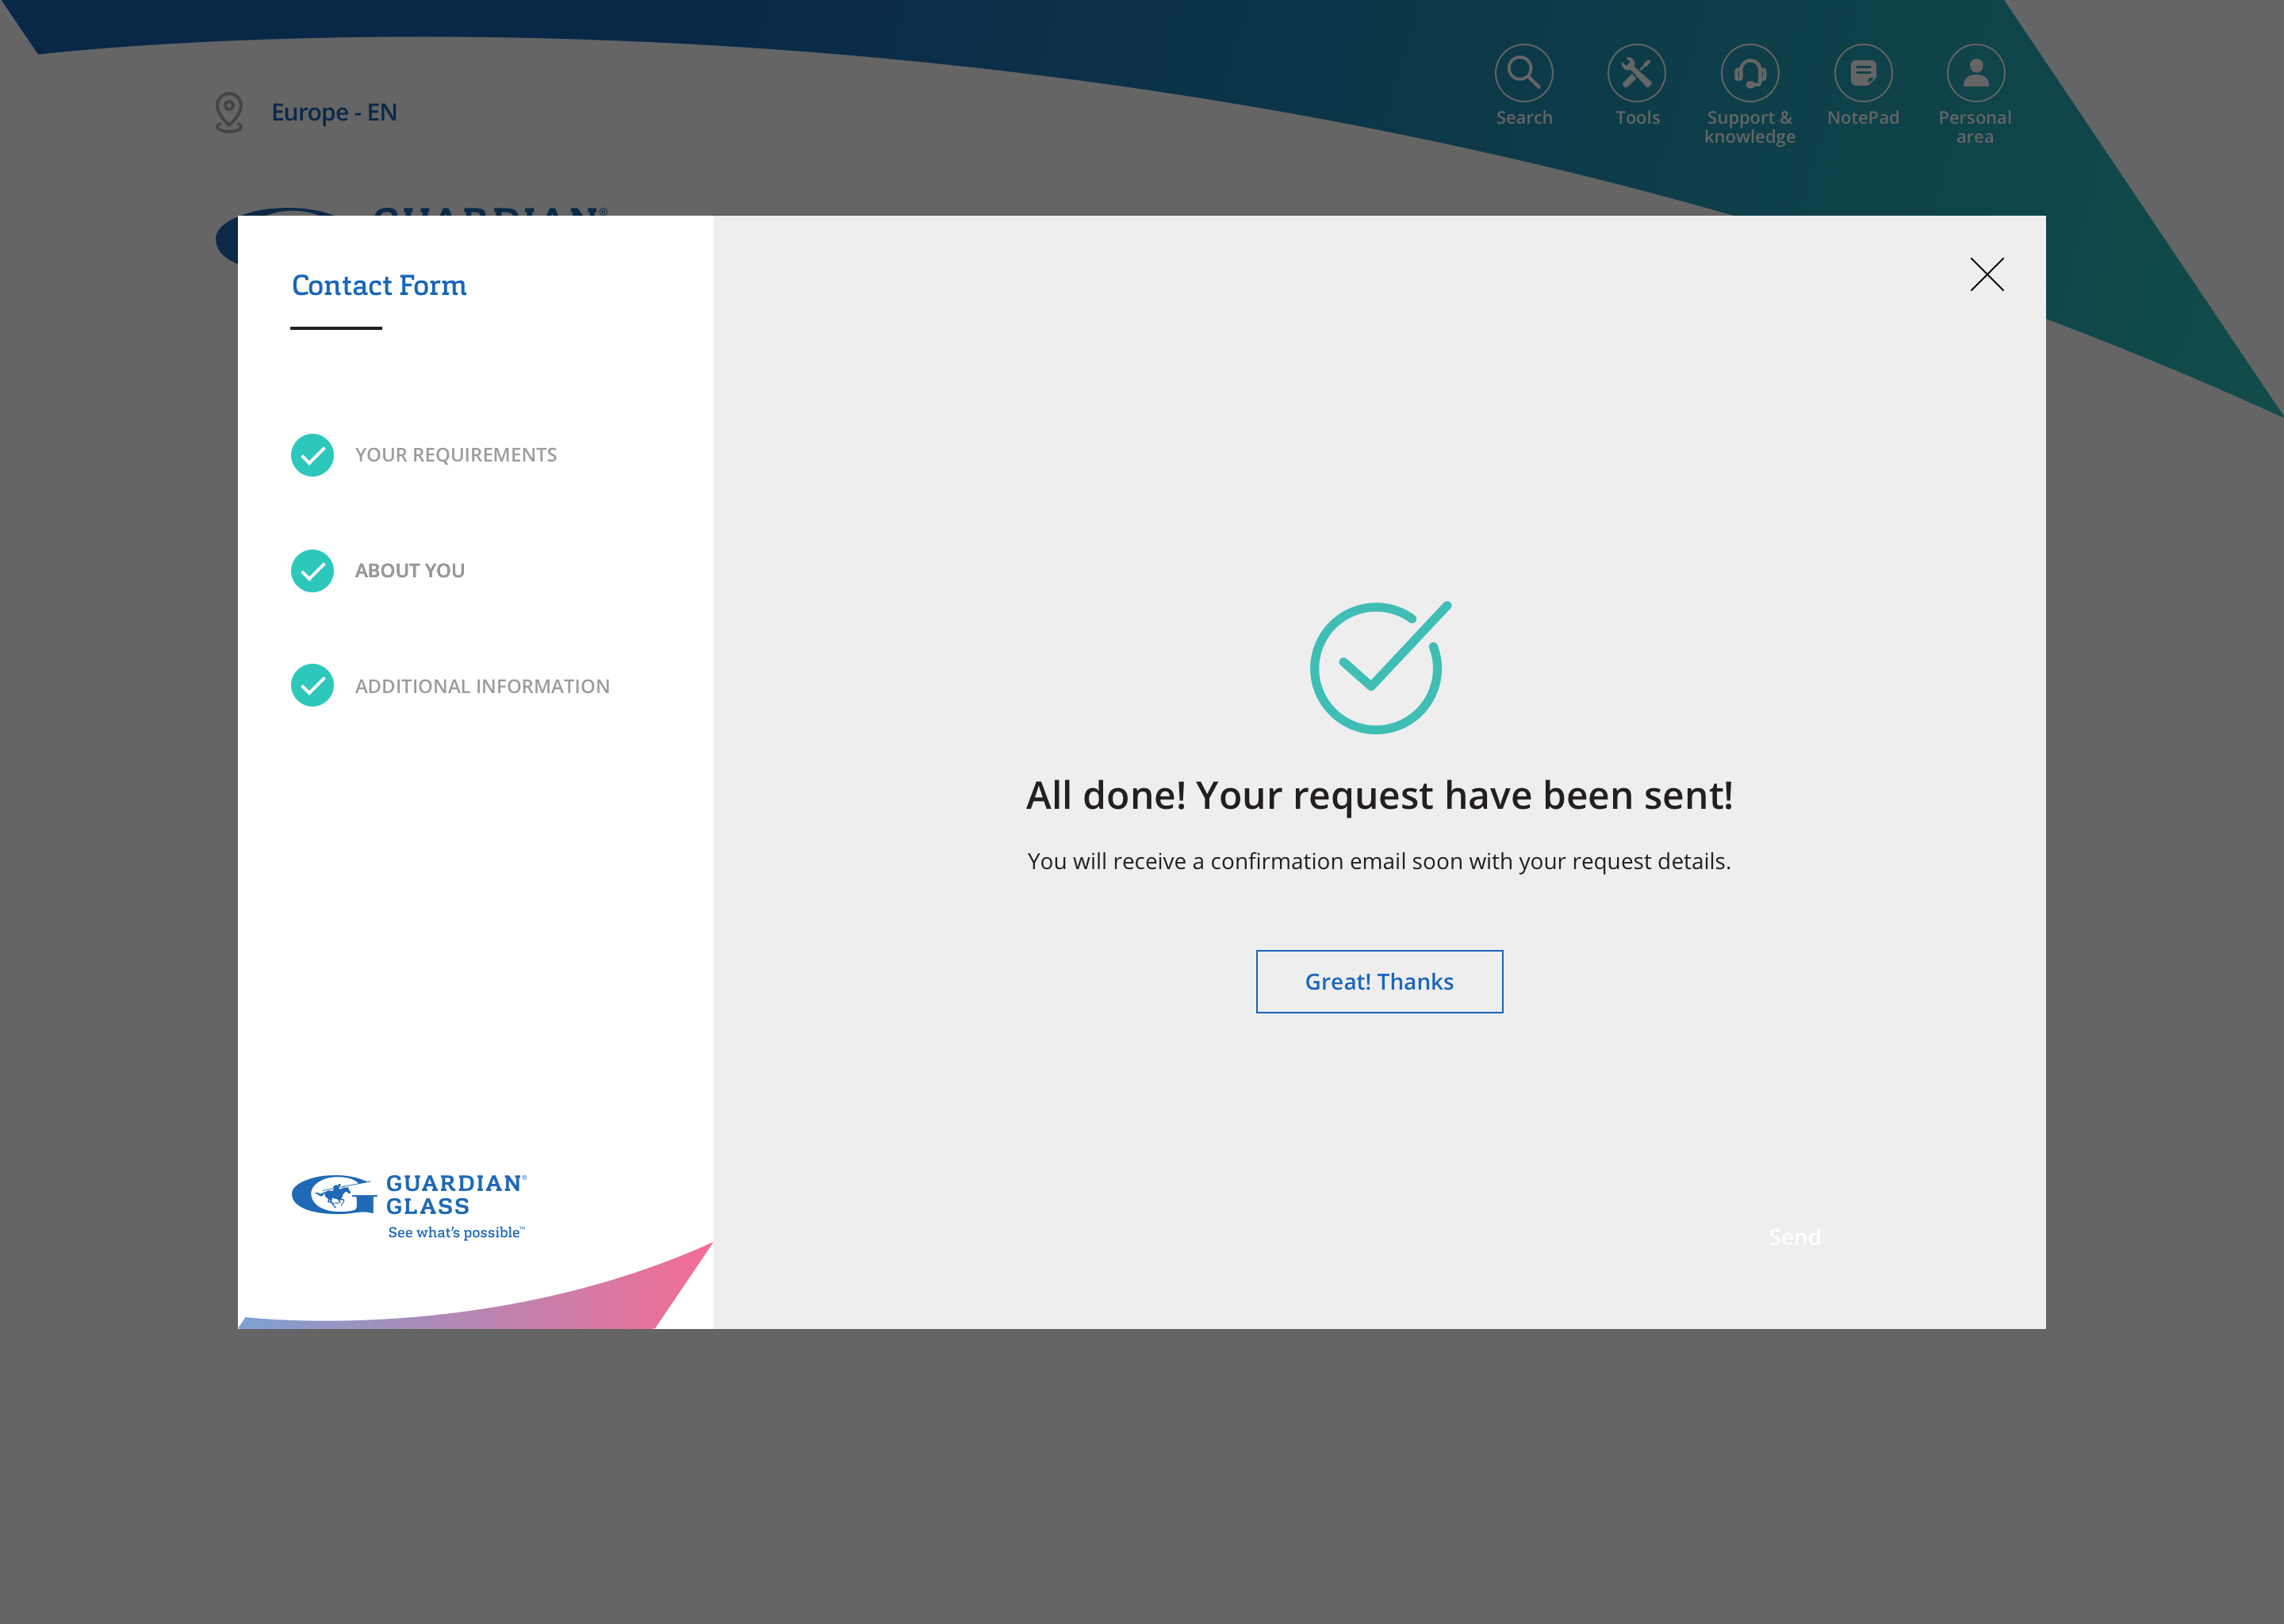 Europe - EN
Search
Tools
Support &
knowledge
NotePad
Personal
area
GUARDIAN®
Contact Form
YOUR REQUIREMENTS
ABOUT YOU
ADDITIONAL INFORMATION
All done! Your request have been sent!
You will receive a confirmation email soon with your request details.
Great! Thanks
GUARDIAN®
GLASS
See what's possible™
Send